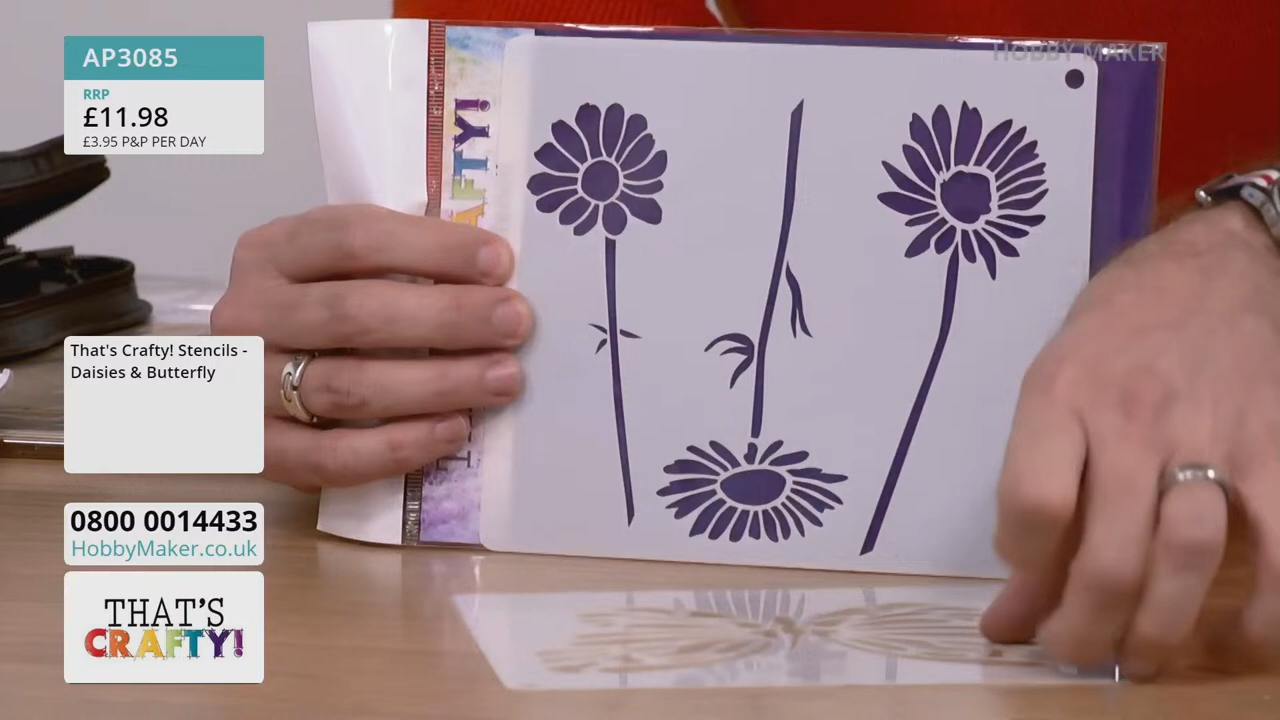 AP3085
RRP
£11.98
£3.95 P&P PER DAY
HOBBY MAKER
AFTY!
That's Crafty! Stencils -
Daisies & Butterfly
0800 0014433
HobbyMaker.co.uk
THAT'S
CRAFTY!